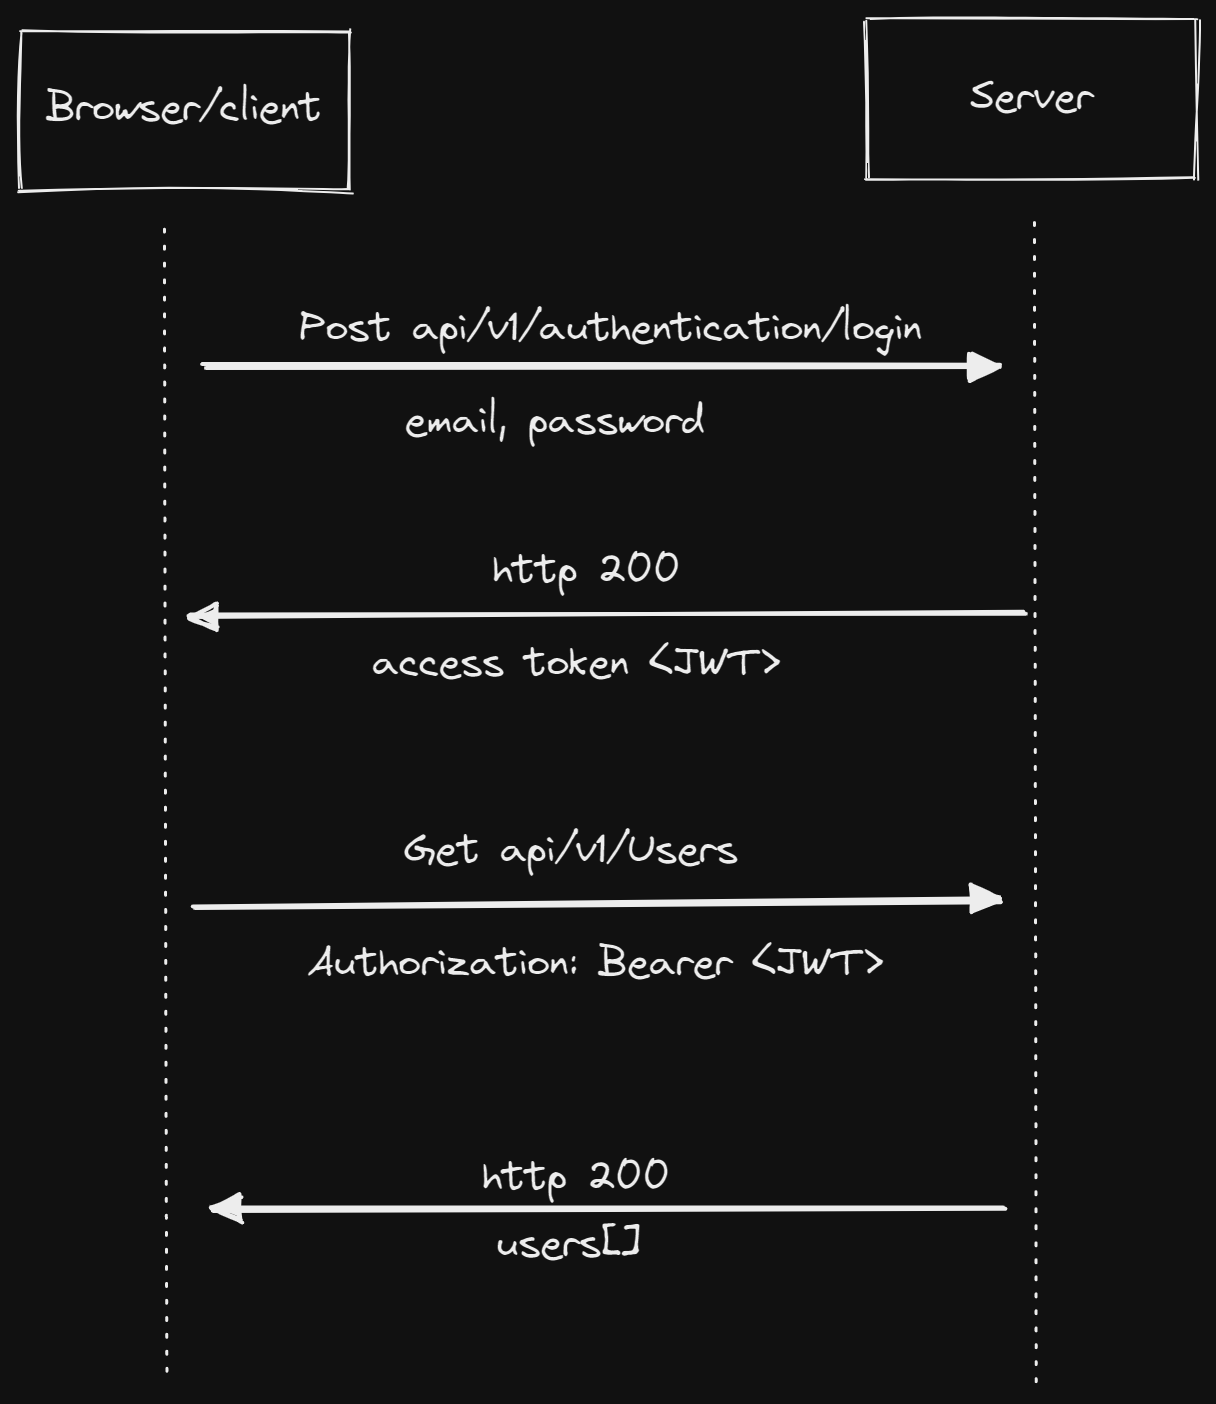 Browser/client
Server
Post api/v1/authentication/login
email, password
http 200
access token <JWT>
Get api/v1/Users
Authorization: Bearer <JWT>
http 200
users[]